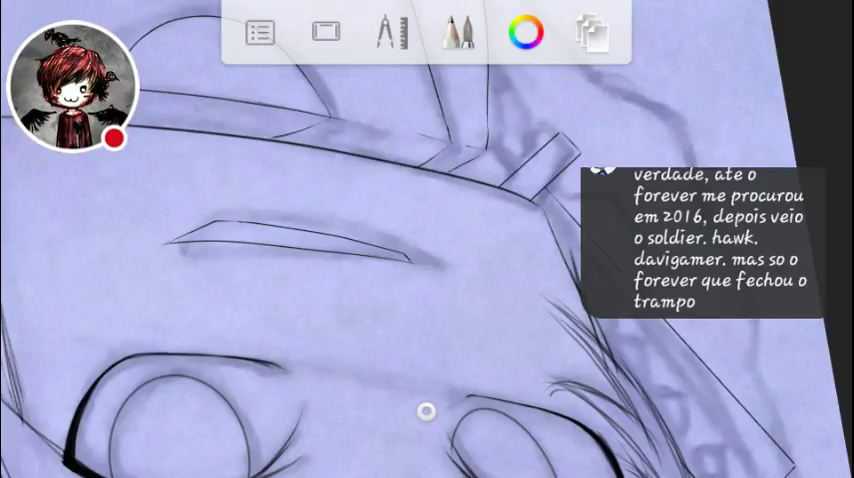 verdade, ate o
forever me procurou
em 2016, depois veio
o soldier. hawk.
davigamer. mas so o
forever que fechou o
trampo